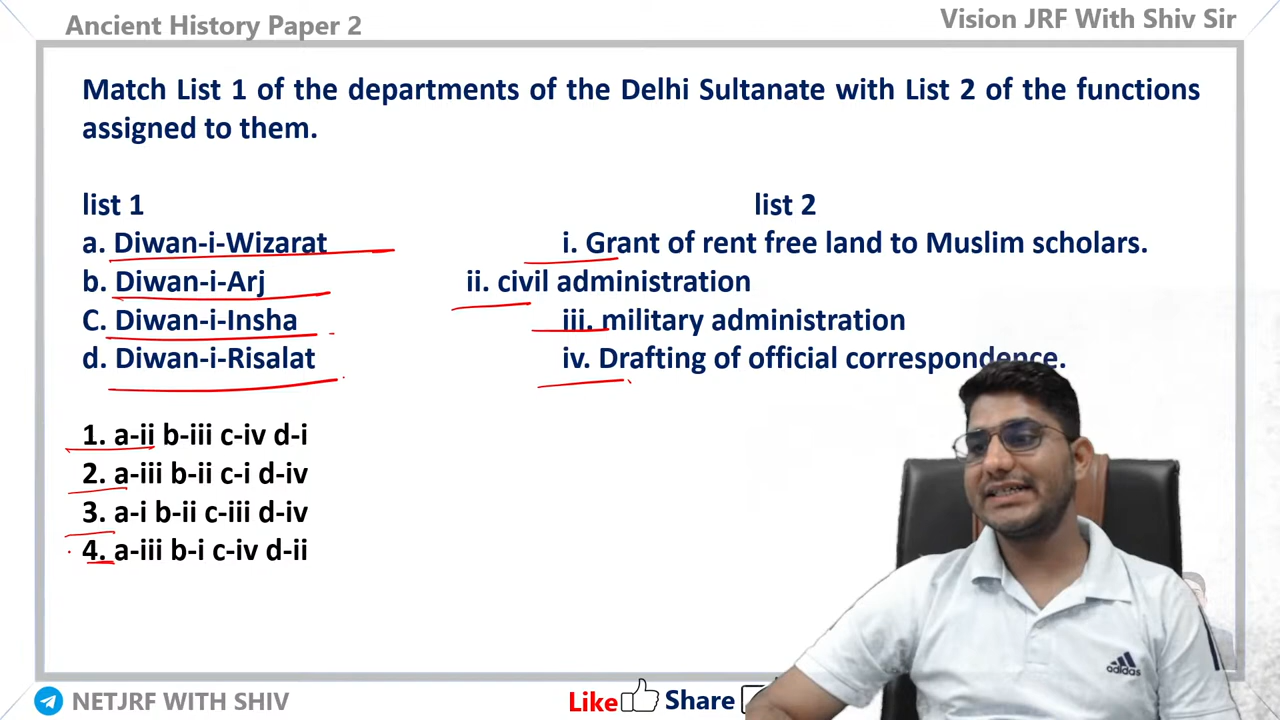 Ancient History Paper 2
Vision JRF With Shiv Sir
Match List 1 of the departments of the Delhi Sultanate with List 2 of the functions
assigned to them.
list 1
list 2
a. Diwan-i-Wizarat
i. Grant of rent free land to Muslim scholars.
b. Diwan-i-Arj
ii. civil administration
C. Diwan-i-Insha
iii. military administration
d. Diwan-i-Risalat
iv. Drafting of official correspondence.
1. a-ii b-iii c-iv d-i
2. a-iii b-ii c-i d-iv
3. a-i b-ii c-iii d-iv
4. a-iii b-i c-iv d-ii
adidas
NETJRF WITH SHIV
Like Share